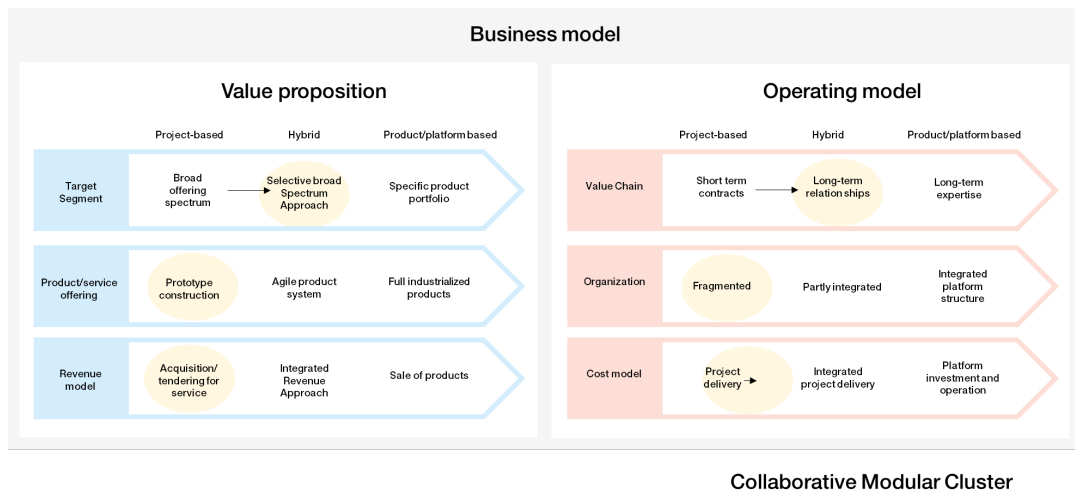 Business model
Value proposition
Project-based Hybrid Product/platform based
Target
Segment
Broad
offering
spectrum
Selective broad
Spectrum
Approach
Specific product
portfolio
Product/service
offering
Prototype
construction
Agile product
system
Full industrialized
products
Revenue
model
Acquisition/
tendering for
service
Integrated
Revenue
Approach
Sale of products
Operating model
Project-based Hybrid Product/platform based
Value Chain
Short term
contracts
Long-term
relation ships
Long-term
expertise
Organization
Fragmented
Partly integrated
Integrated
platform
structure
Cost model
Project
delivery
Integrated
project delivery
Platform
investment and
operation
Collaborative Modular Cluster